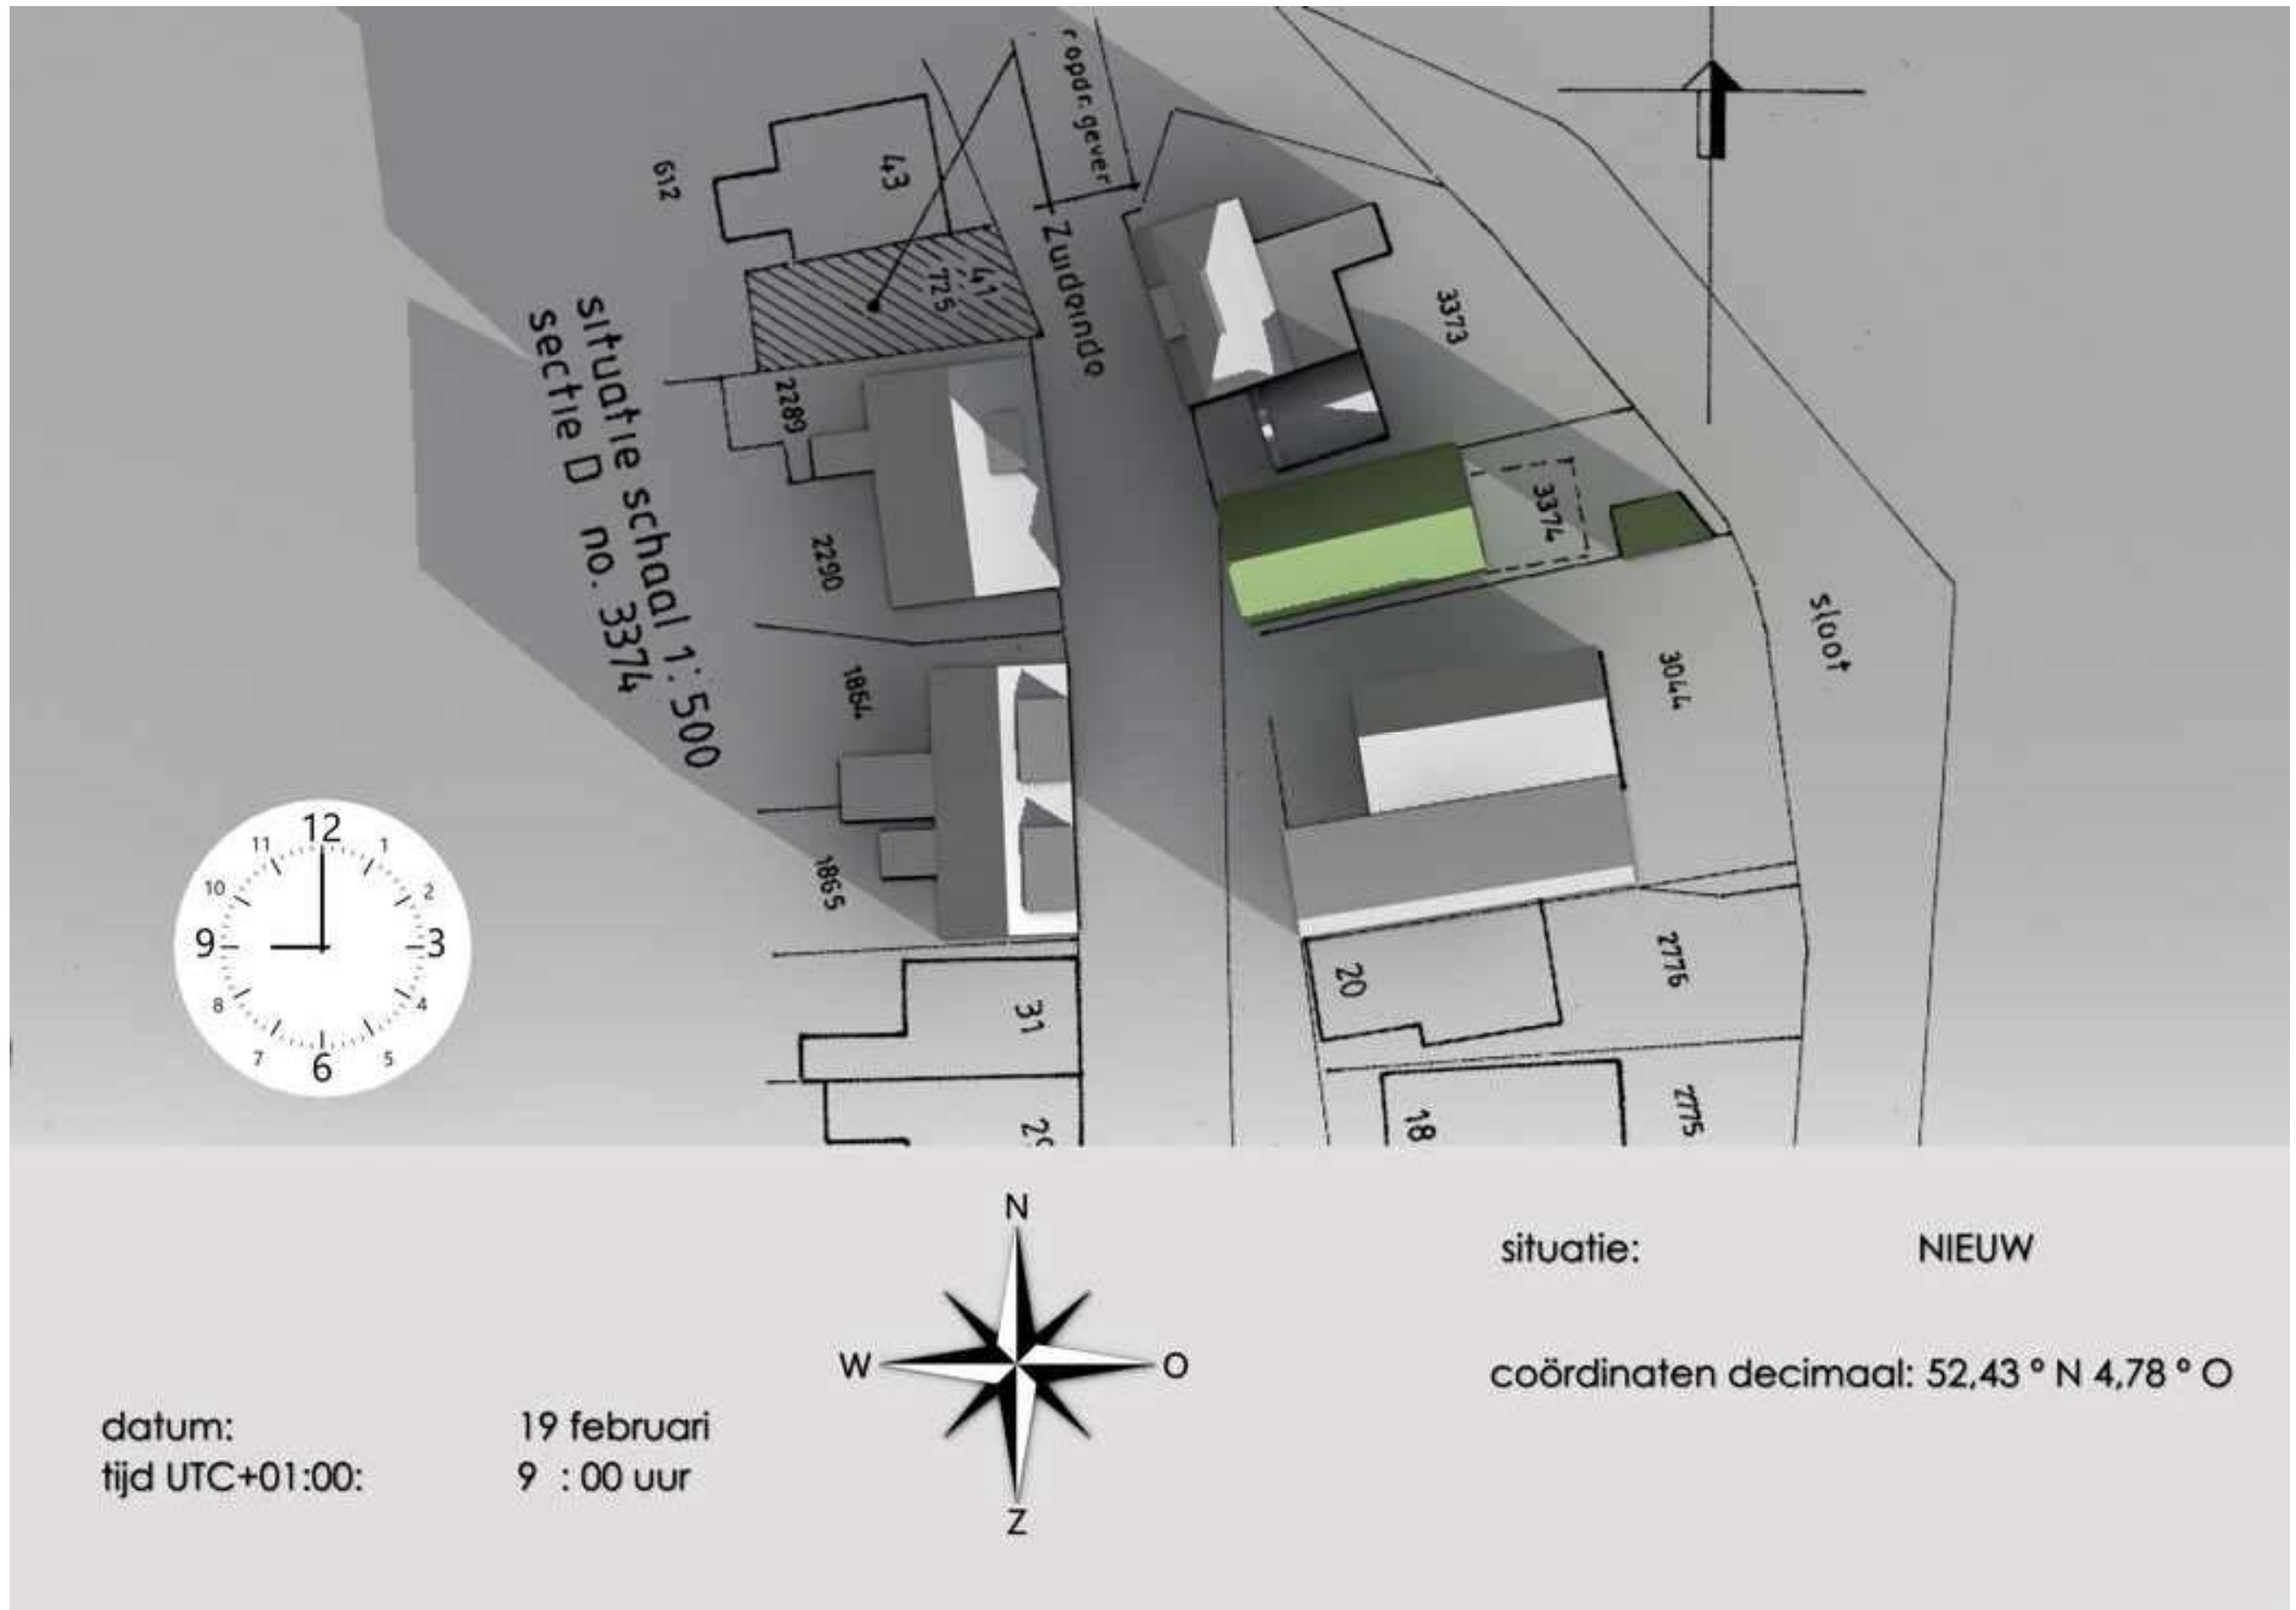 r opdr. gever
43
612
Zuideinde
41
725
3373
situatie schaal 1:500
sectie D no. 3374
2289
3374
2290
sloot
1864
3044
12
11
1
10
2
9
3
8
4
7
5
6
1865
20
2776
31
18
2775
N
W
O
Z
situatie: NIEUW
coördinaten decimaal: 52,43 º N 4,78 º O
datum: 19 februari
tijd UTC+01:00: 9 : 00 uur